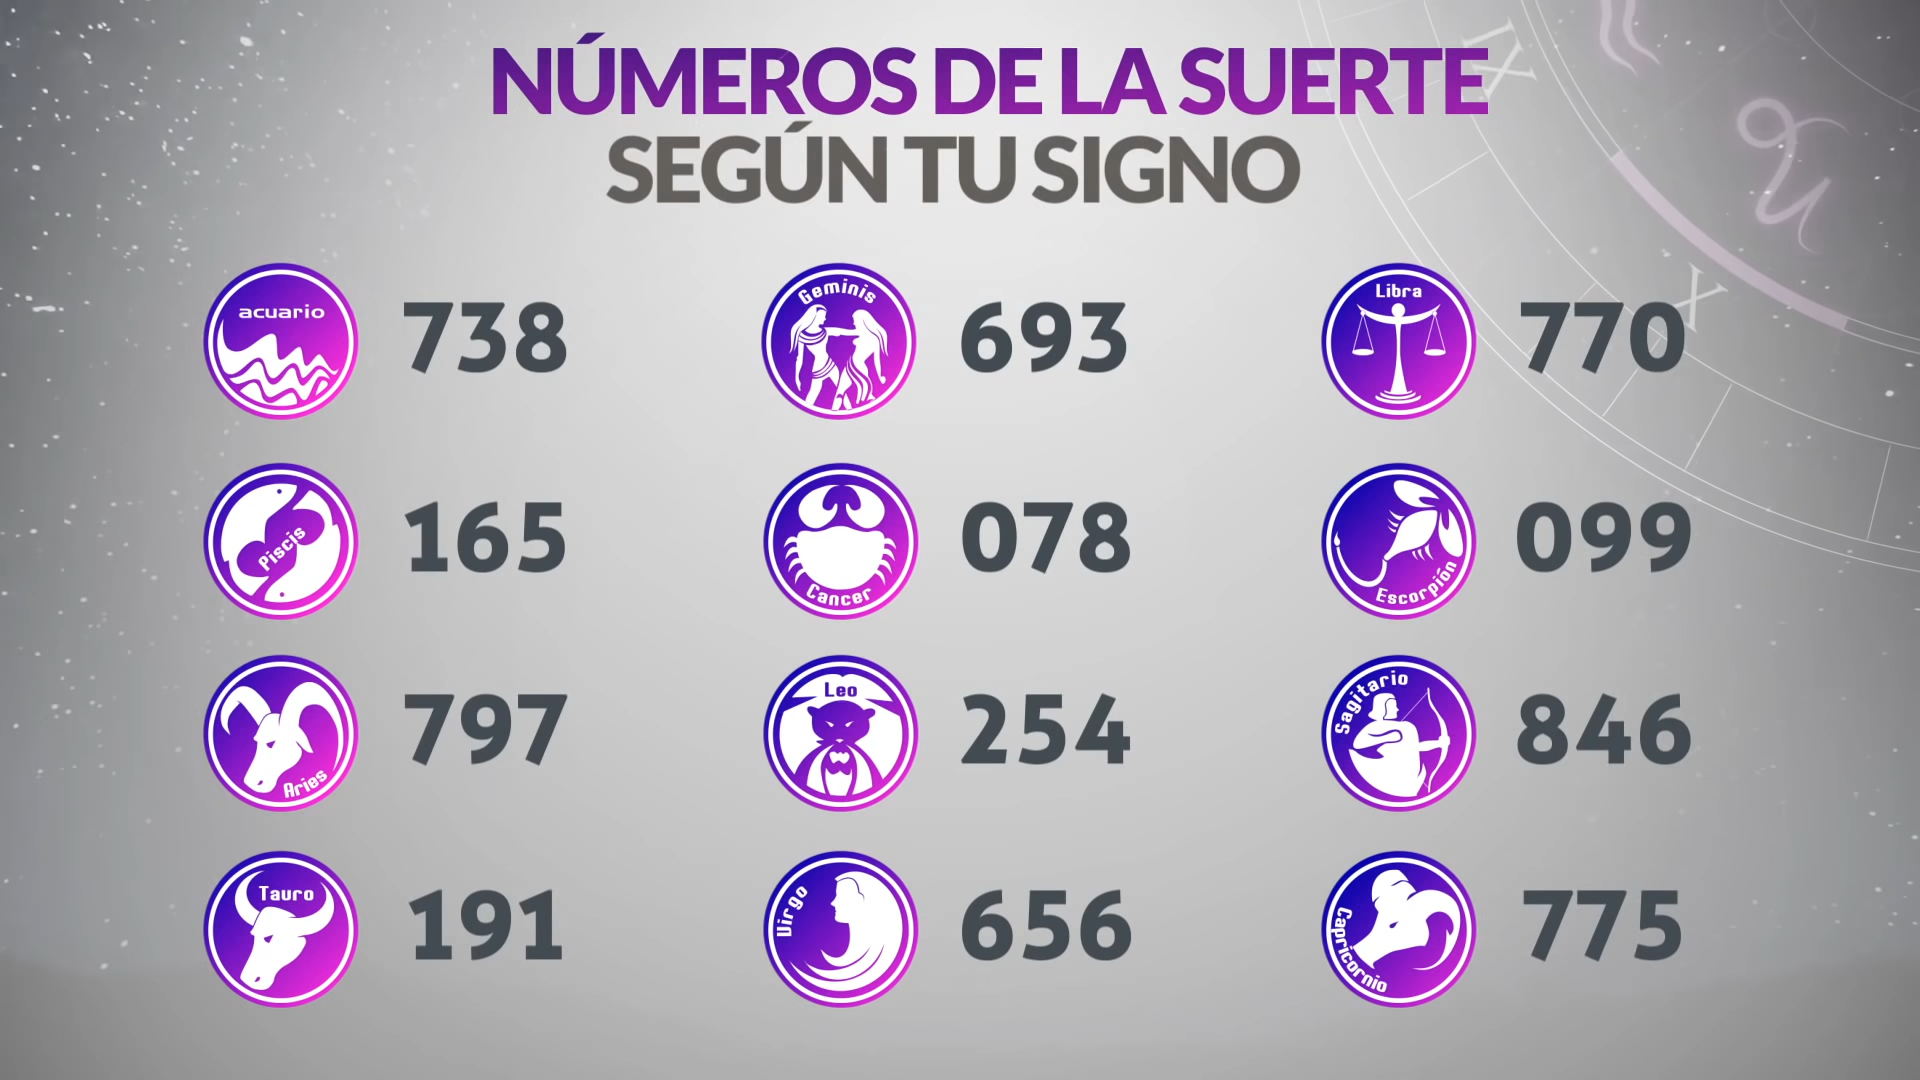 NÚMEROS DE LA SUERTE
SEGÚN TU SIGNO
acuario 738
Geminis 693
Libra 770
Piscis 165
Cancer 078
Escorpión 099
Aries 797
Leo 254
Sagitario 846
Tauro 191
Virgo 656
Capricornio 775
IX
X